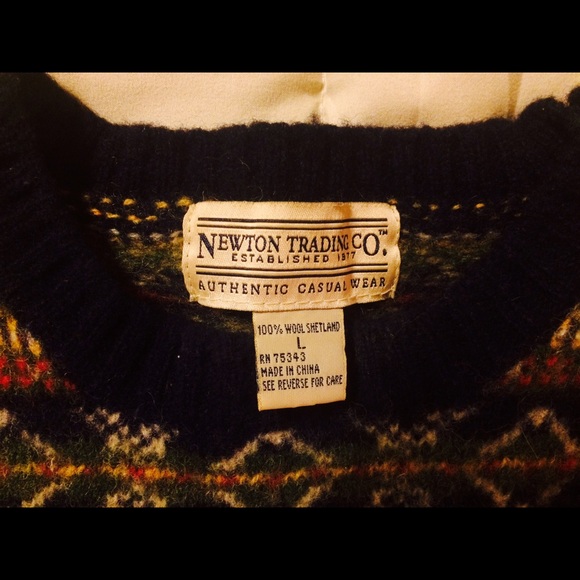 NEWTON TRADING CO.™
ESTABLISHED 1977
AUTHENTIC CASUAL WEAR
100% WOOL SHETLAND
L
RN 75343
MADE IN CHINA
SEE REVERSE FOR CARE